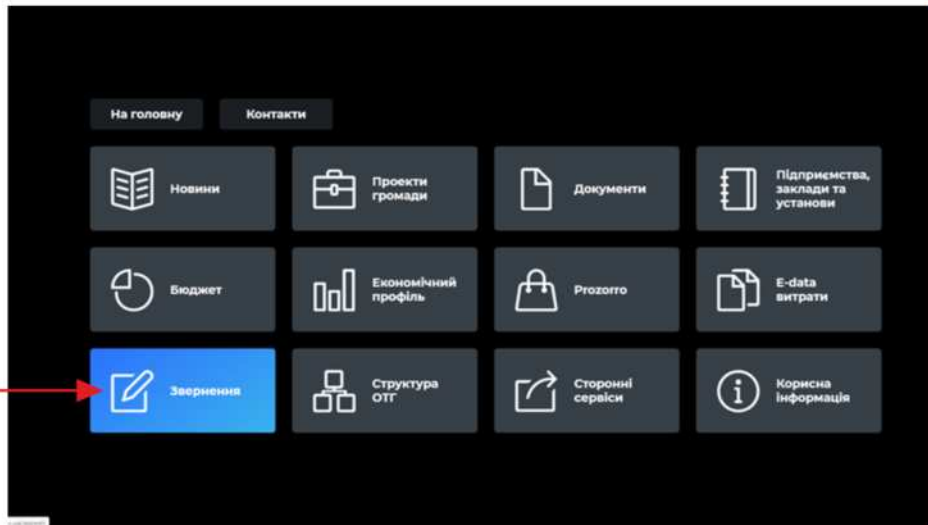 На головну
Контакти
Новини
Проекти
громади
Документи
Підприємства,
заклади та
установи
Бюджет
Економічний
профіль
Prozorro
E-data
витрати
Звернення
Структура
ОТГ
Сторонні
сервіси
Корисна
інформація